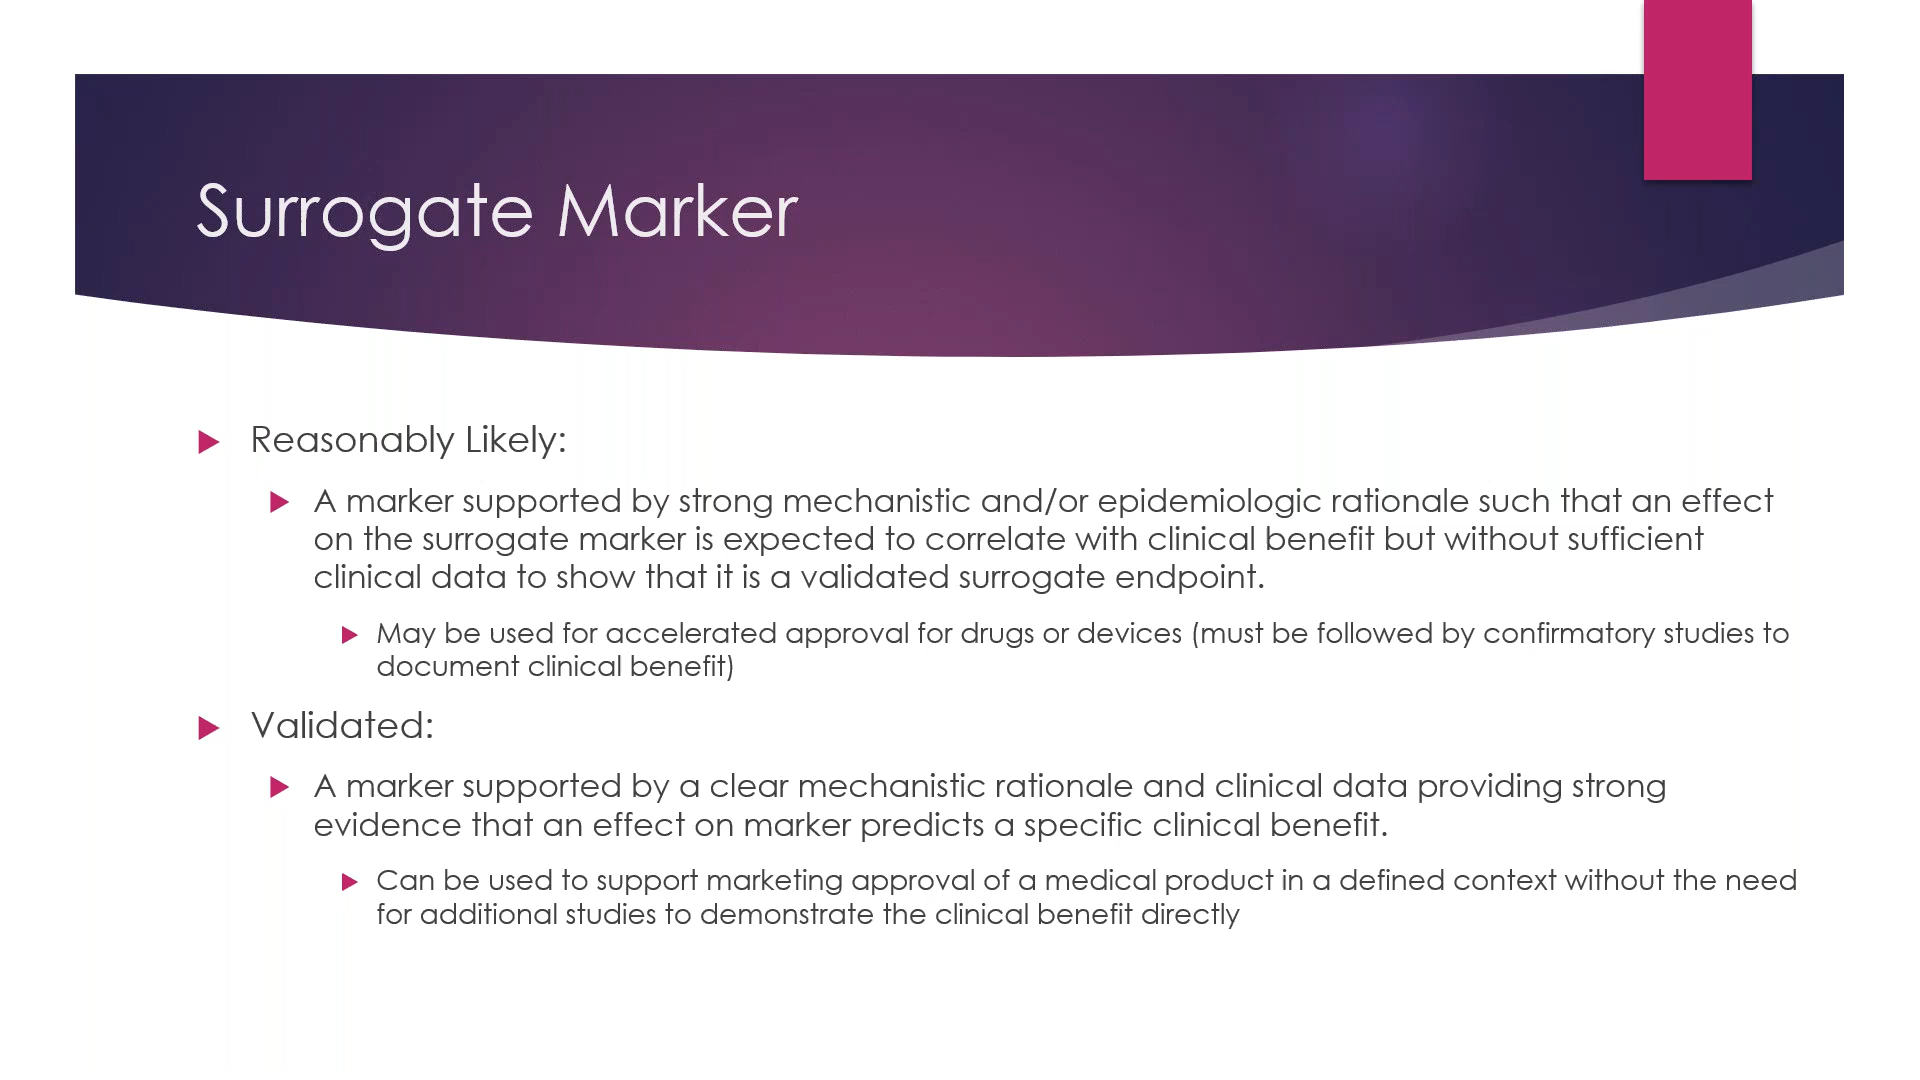 Surrogate Marker
Reasonably Likely:
A marker supported by strong mechanistic and/or epidemiologic rationale such that an effect
on the surrogate marker is expected to correlate with clinical benefit but without sufficient
clinical data to show that it is a validated surrogate endpoint.
May be used for accelerated approval for drugs or devices (must be followed by confirmatory studies to
document clinical benefit)
Validated:
A marker supported by a clear mechanistic rationale and clinical data providing strong
evidence that an effect on marker predicts a specific clinical benefit.
Can be used to support marketing approval of a medical product in a defined context without the need
for additional studies to demonstrate the clinical benefit directly